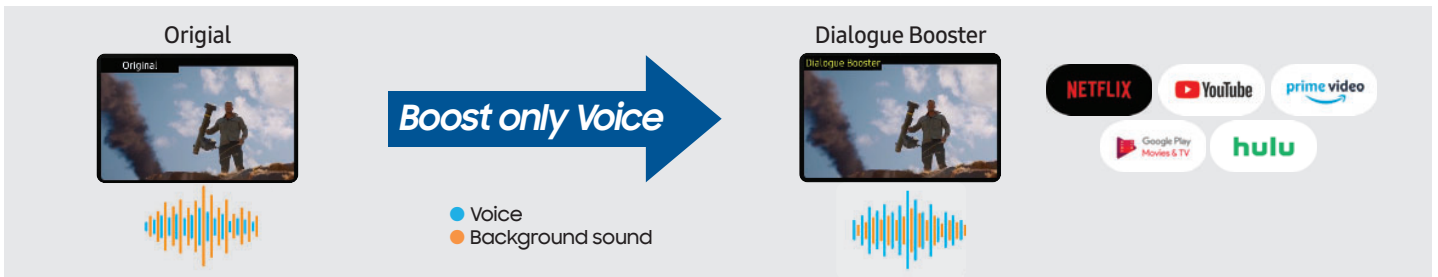 Origial
Original
Boost only Voice
Voice
Background sound
Dialogue Booster
Dialogue Booster
NETFLIX
YouTube
prime video
Google Play
Movies & TV
hulu